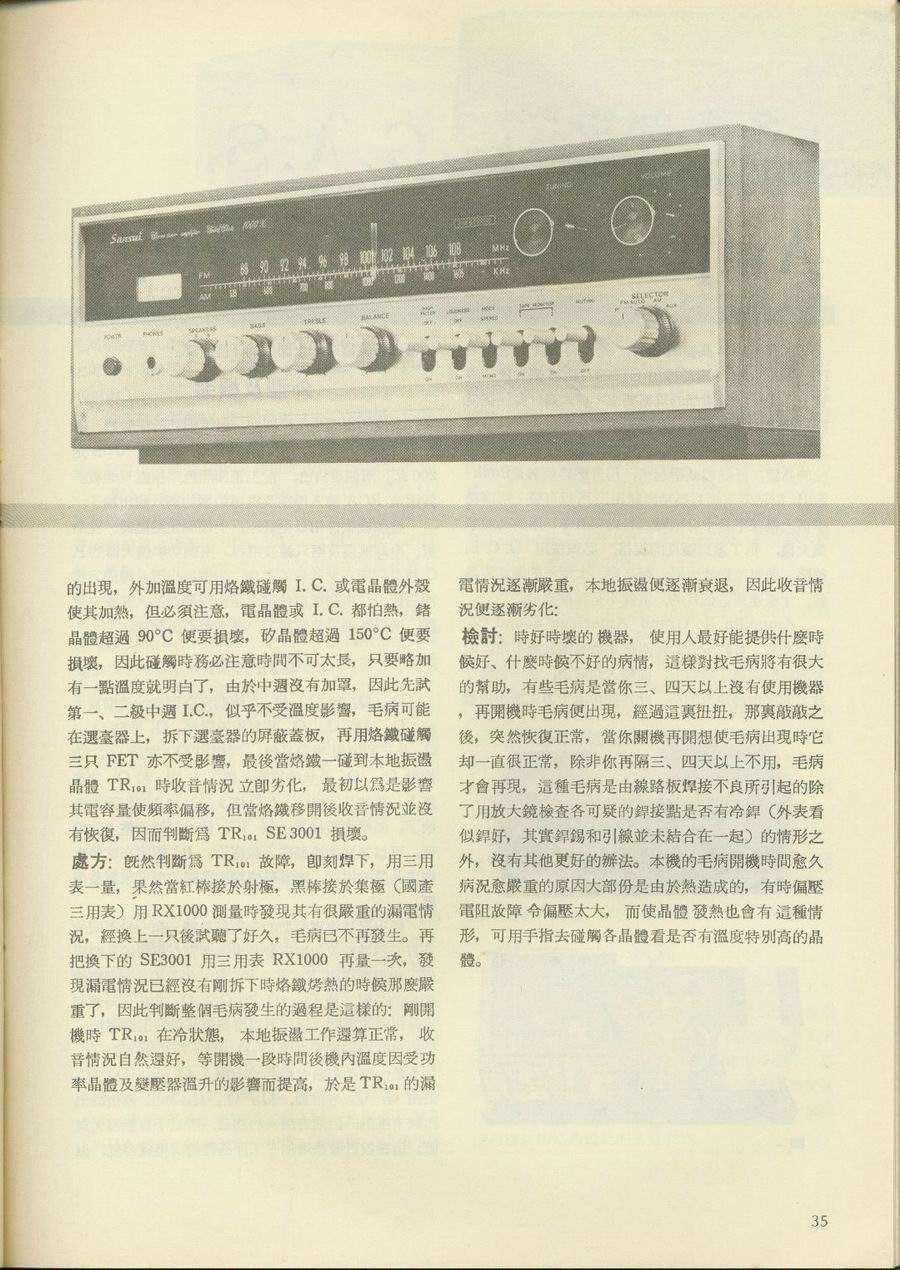 Sansui
1000X
TUNING
VOLUME
FM 88 90 92 94 96 98 100 102 104 106 108 MHz
AM KHz
POWER PHONES SPEAKERS BASS TREBLE BALANCE HIGH FILTER LOUDNESS MODE TAPE MONITOR MUTING SELECTOR
OFF OFF STEREO FM AUTO AM AUX
ON ON MONO ON ON OFF
的出現，外加溫度可用烙鐵碰觸 I. C. 或電晶體外殼
使其加熱，但必須注意，電晶體或 I. C. 都怕熱，鍺
晶體超過 90°C 便要損壞，矽晶體超過 150°C 便要
損壞，因此碰觸時務必注意時間不可太長，只要略加
有一點溫度就明白了，由於中週沒有加罩，因此先試
第一、二級中週 I.C.，似乎不受溫度影響，毛病可能
在選臺器上，拆下選臺器的屏蔽蓋板，再用烙鐵碰觸
三只 FET 亦不受影響，最後當烙鐵一碰到本地振盪
晶體 TR₁₀₁ 時收音情況 立卽劣化， 最初以爲是影響
其電容量使頻率偏移，但當烙鐵移開後收音情況並沒
有恢復，因而判斷爲 TR₁₀₁ SE 3001 損壞。
處方：旣然判斷爲 TR₁₀₁ 故障，卽刻焊下，用三用
表一量，果然當紅棒接於射極，黑棒接於集極（國產
三用表）用 RX1000 測量時發現其有很嚴重的漏電情
況，經換上一只後試聽了好久，毛病已不再發生。再
把換下的 SE3001 用三用表 RX1000 再量一次，發
現漏電情況已經沒有剛拆下時烙鐵烤熱的時候那麼嚴
重了，因此判斷整個毛病發生的過程是這樣的：剛開
機時 TR₁₀₁ 在冷狀態， 本地振盪工作還算正常， 收
音情況自然還好，等開機一段時間後機內溫度因受功
率晶體及變壓器溫升的影響而提高，於是 TR₁₀₁ 的漏
電情況逐漸嚴重，本地振盪便逐漸衰退，因此收音情
況便逐漸劣化：
檢討：時好時壞的 機器， 使用人最好能提供什麼時
候好、什麼時候不好的病情，這樣對找毛病將有很大
的幫助，有些毛病是當你三、四天以上沒有使用機器
，再開機時毛病便出現，經過這裏扭扭，那裏敲敲之
後，突然恢復正常，當你關機再開想使毛病出現時它
却一直很正常，除非你再隔三、四天以上不用，毛病
才會再現，這種毛病是由線路板焊接不良所引起的除
了用放大鏡檢查各可疑的銲接點是否有冷銲（外表看
似銲好，其實銲錫和引線並未結合在一起）的情形之
外，沒有其他更好的辦法。本機的毛病開機時間愈久
病況愈嚴重的原因大部份是由於熱造成的，有時偏壓
電阻故障 令偏壓太大， 而使晶體 發熱也會有 這種情
形，可用手指去碰觸各晶體看是否有溫度特別高的晶
體。
35